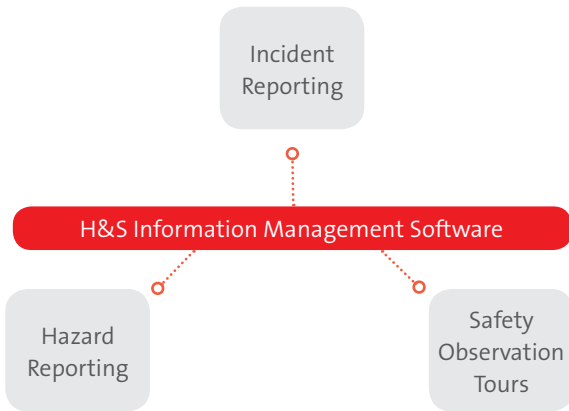 Incident
Reporting
H&S Information Management Software
Hazard
Reporting
Safety
Observation
Tours